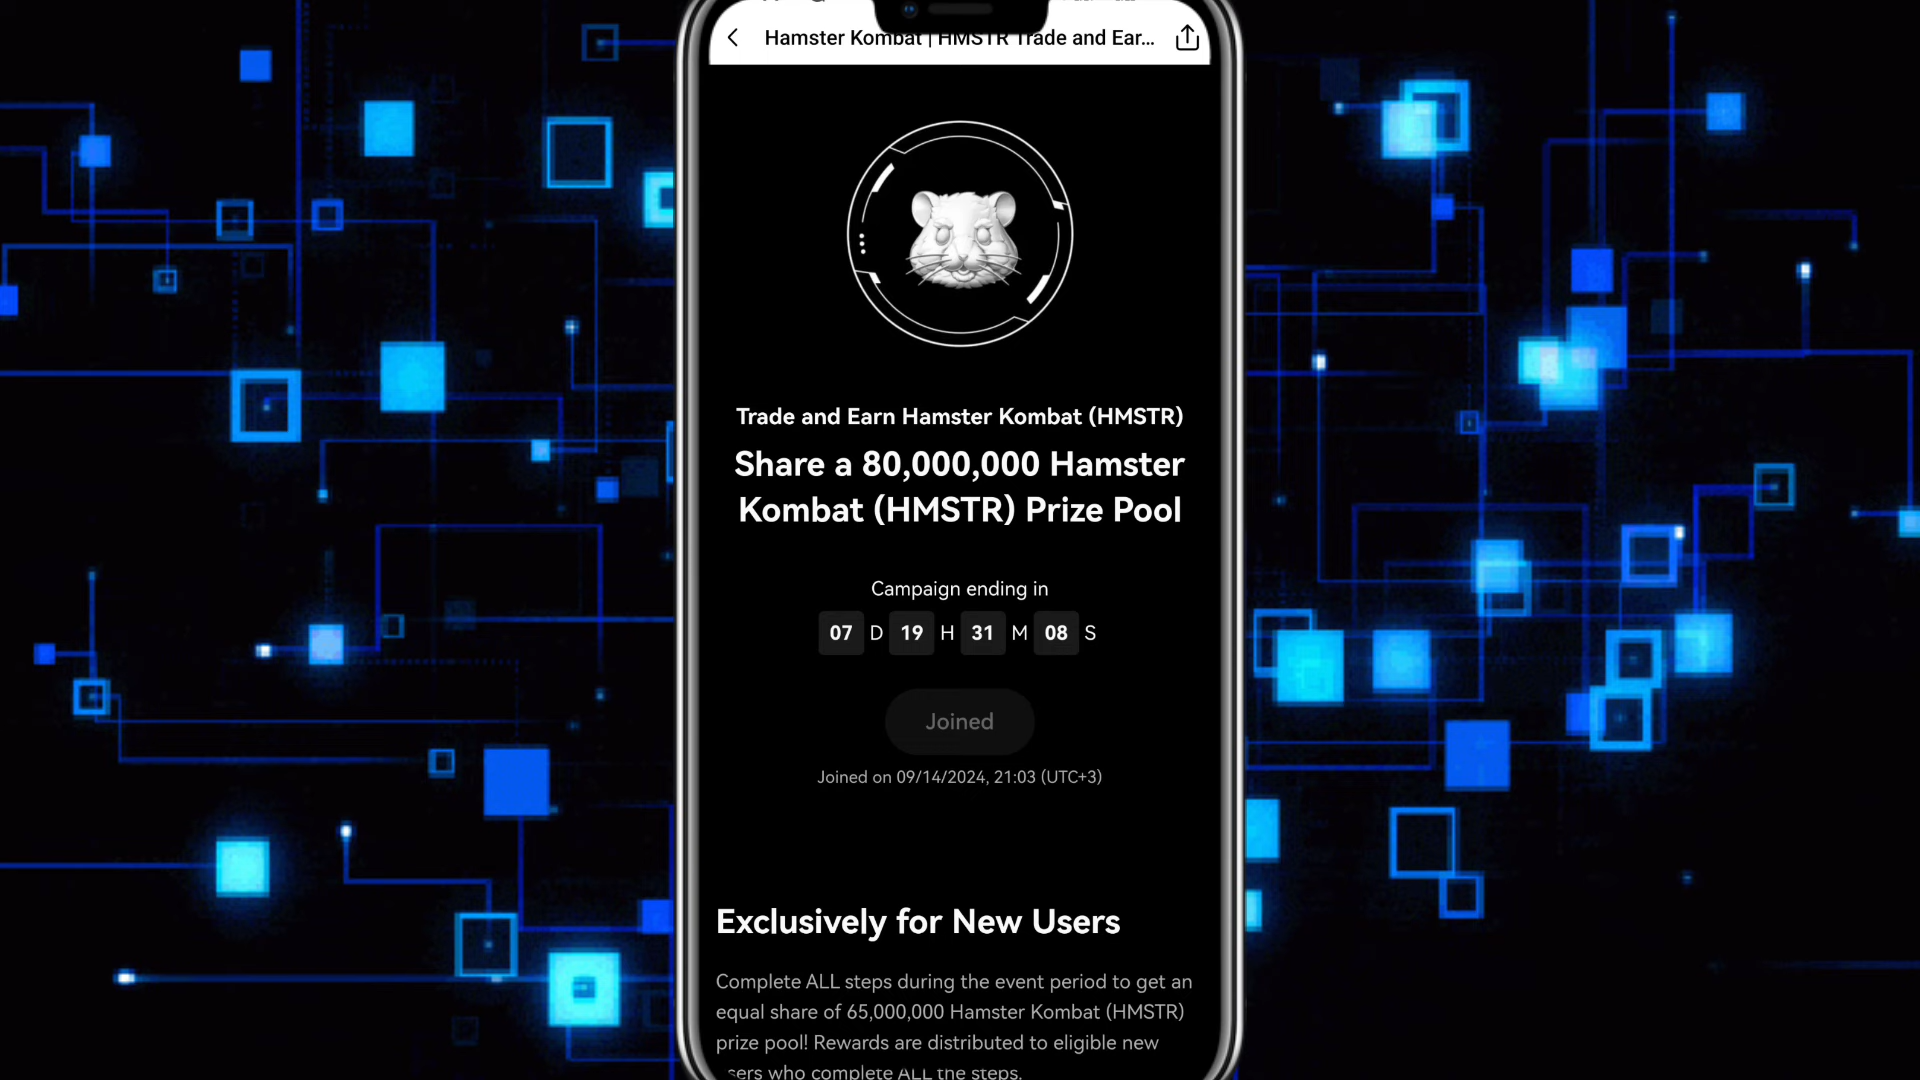 Hamster Kombat | HMSTR Trade and Ear...
Trade and Earn Hamster Kombat (HMSTR)
Share a 80,000,000 Hamster
Kombat (HMSTR) Prize Pool
Campaign ending in
07 D 19 H 31 M 08 S
Joined
Joined on 09/14/2024, 21:03 (UTC+3)
Exclusively for New Users
Complete ALL steps during the event period to get an
equal share of 65,000,000 Hamster Kombat (HMSTR)
prize pool! Rewards are distributed to eligible new
users who complete ALL the steps.